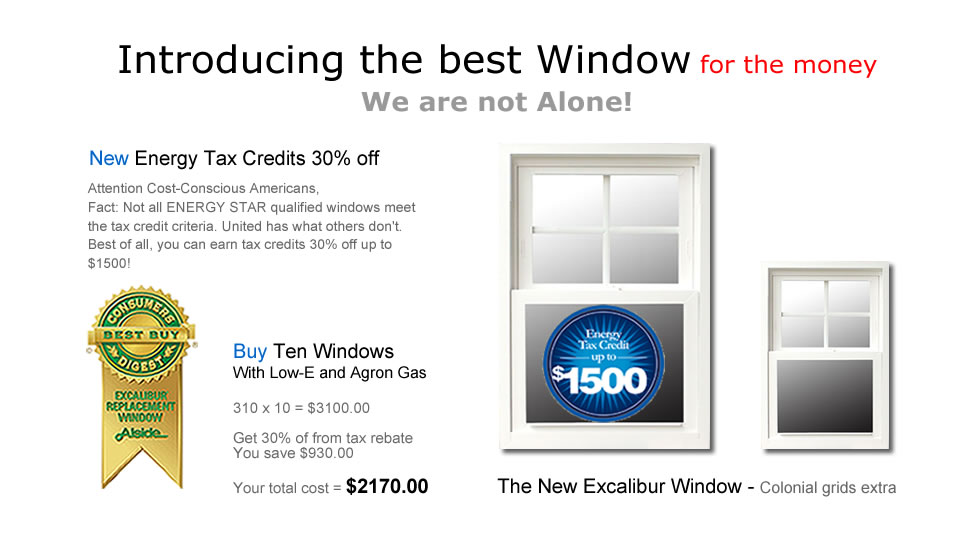 Introducing the best Window for the money
We are not Alone!
New Energy Tax Credits 30% off
Attention Cost-Conscious Americans,
Fact: Not all ENERGY STAR qualified windows meet
the tax credit criteria. United has what others don't.
Best of all, you can earn tax credits 30% off up to
$1500!
CONSUMERS
BEST BUY
DIGEST
EXCALIBUR
REPLACEMENT
WINDOW
Alside
Buy Ten Windows
With Low-E and Agron Gas
310 x 10 = $3100.00
Get 30% of from tax rebate
You save $930.00
Your total cost = $2170.00
Energy
Tax Credit
up to
$1500
The New Excalibur Window - Colonial grids extra